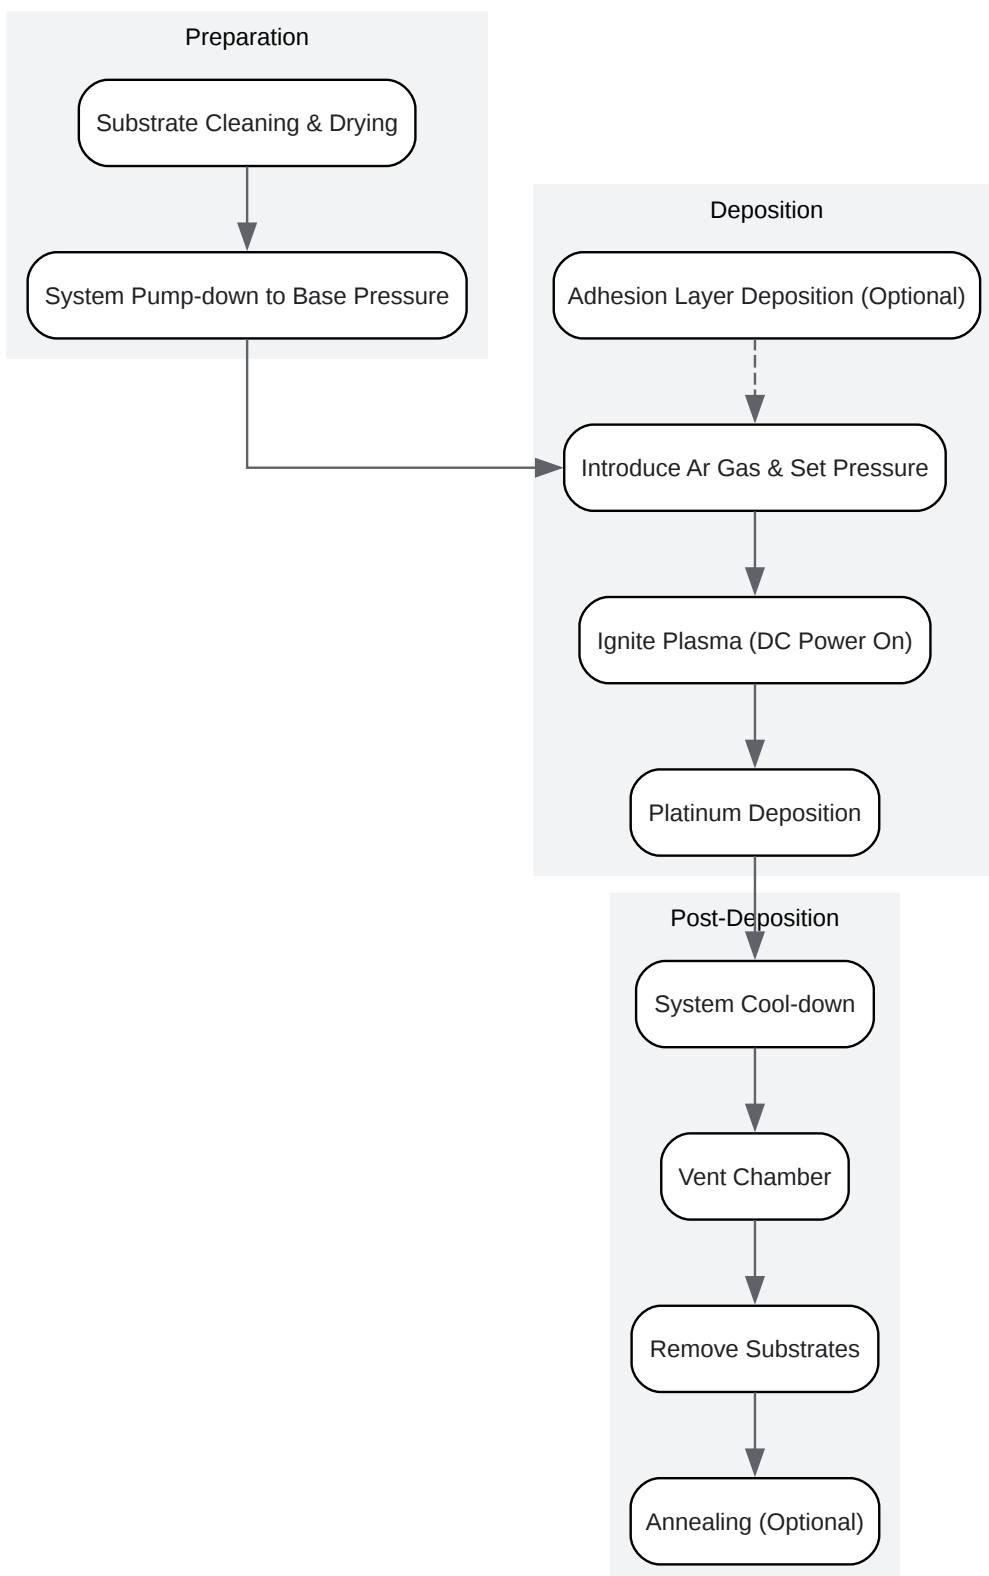 Preparation
Substrate Cleaning & Drying
System Pump-down to Base Pressure
Deposition
Adhesion Layer Deposition (Optional)
Introduce Ar Gas & Set Pressure
Ignite Plasma (DC Power On)
Platinum Deposition
Post-Deposition
System Cool-down
Vent Chamber
Remove Substrates
Annealing (Optional)